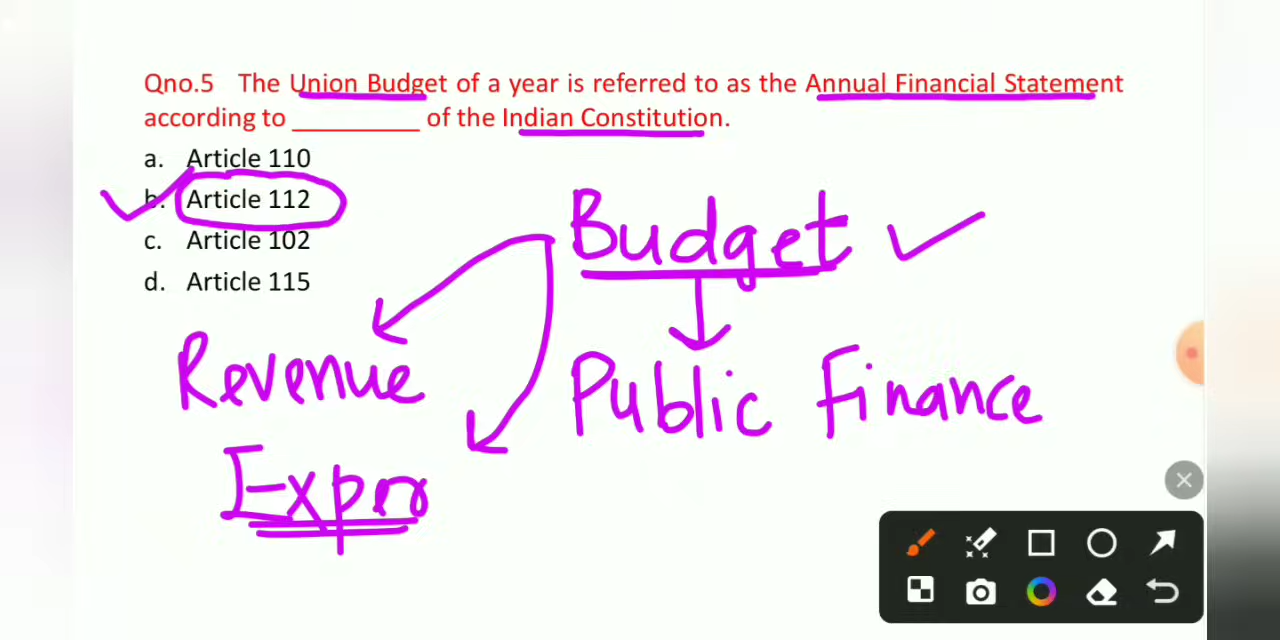 Qno.5 The Union Budget of a year is referred to as the Annual Financial Statement
according to __________ of the Indian Constitution.
a. Article 110
b. Article 112
c. Article 102
d. Article 115
Budget
Revenue
Public Finance